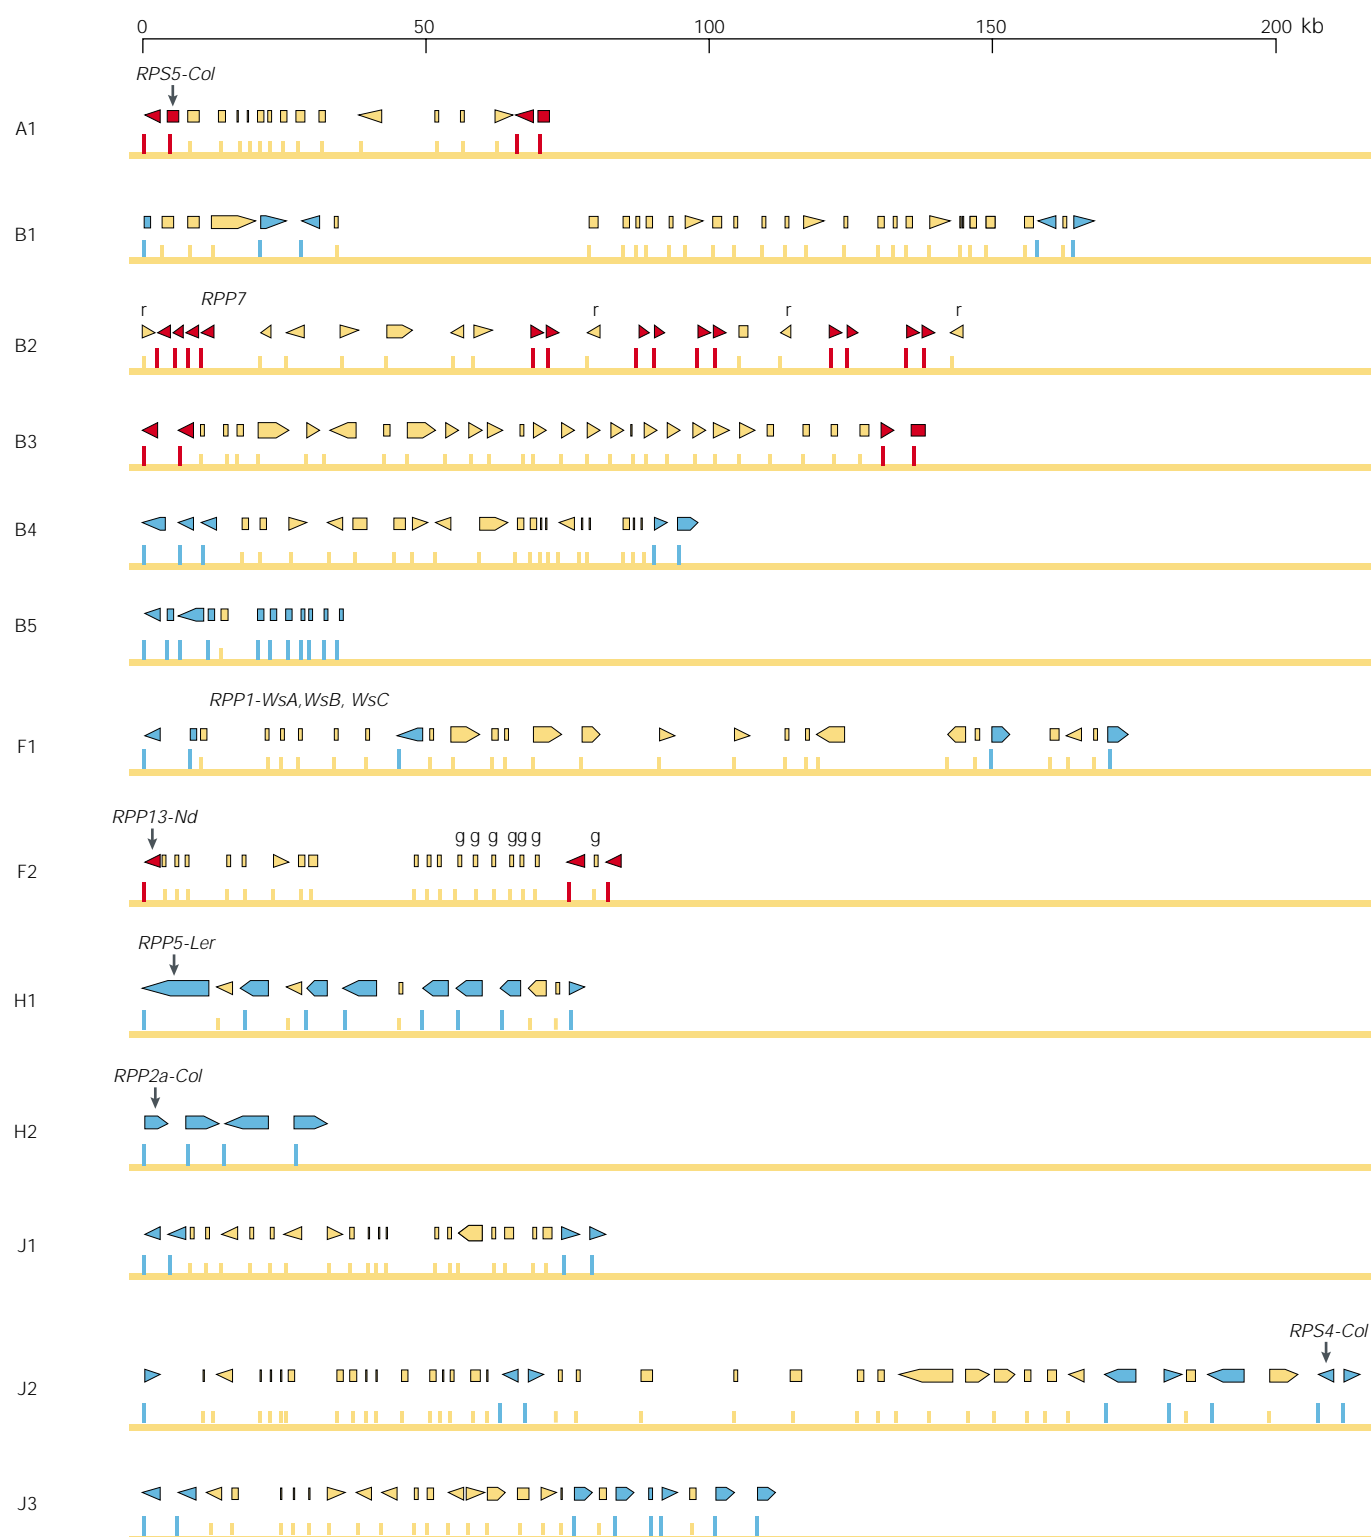 0 50 100 150 200 kb
RPS5-Col
A1
B1
RPP7
r r r r
B2
B3
B4
B5
RPP1-WsA,WsB, WsC
F1
RPP13-Nd
g g g g g g g
F2
RPP5-Ler
H1
RPP2a-Col
H2
J1
RPS4-Col
J2
J3